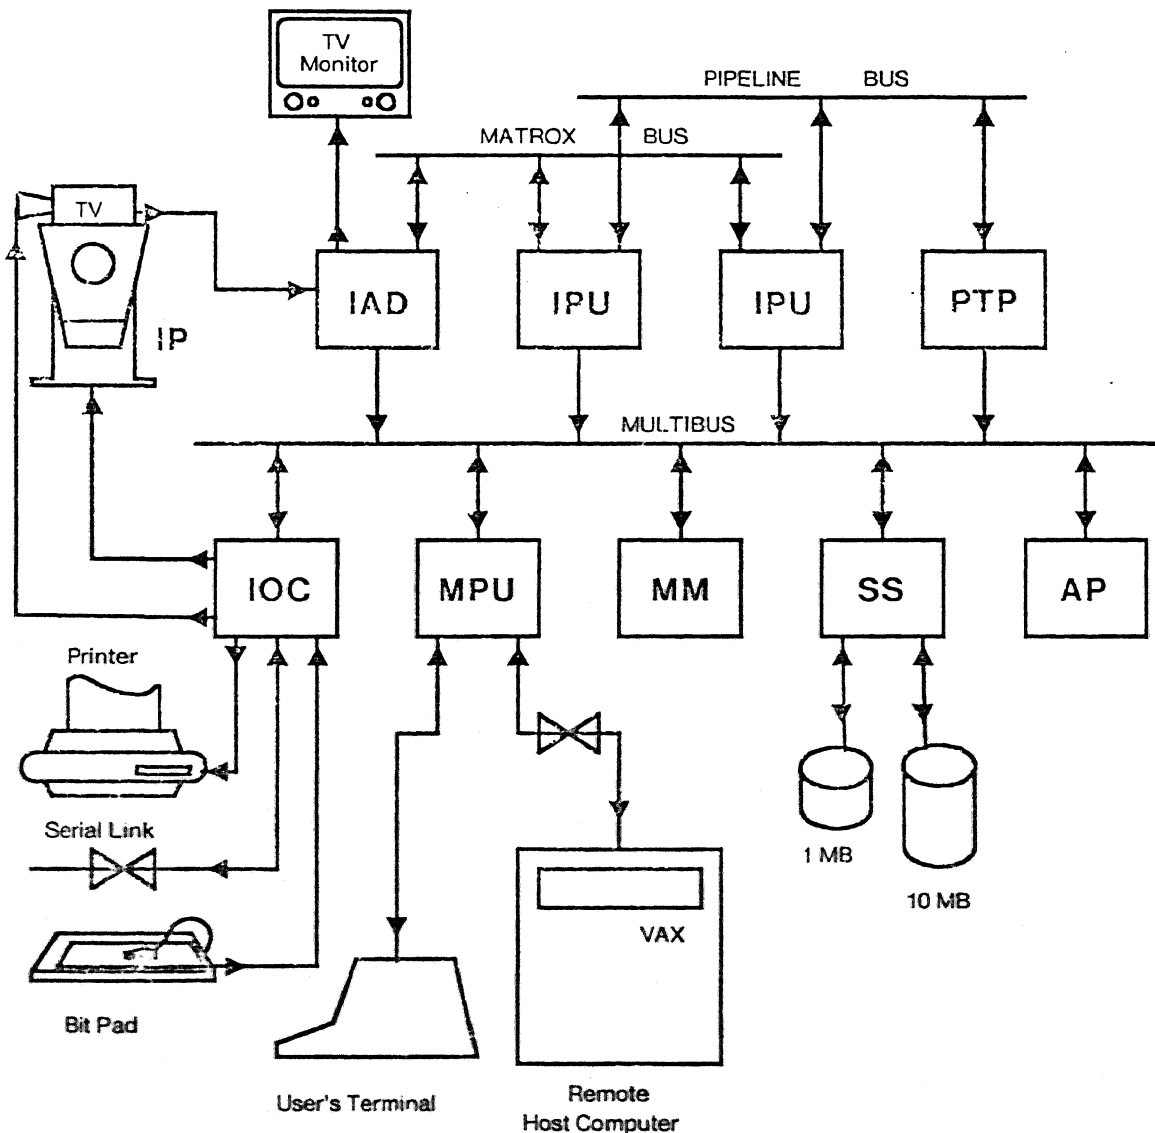 TV
Monitor
PIPELINE BUS
MATROX BUS
TV
IP
IAD
IPU
IPU
PTP
MULTIBUS
IOC
MPU
MM
SS
AP
Printer
Serial Link
1 MB
10 MB
VAX
Bit Pad
User's Terminal
Remote
Host Computer